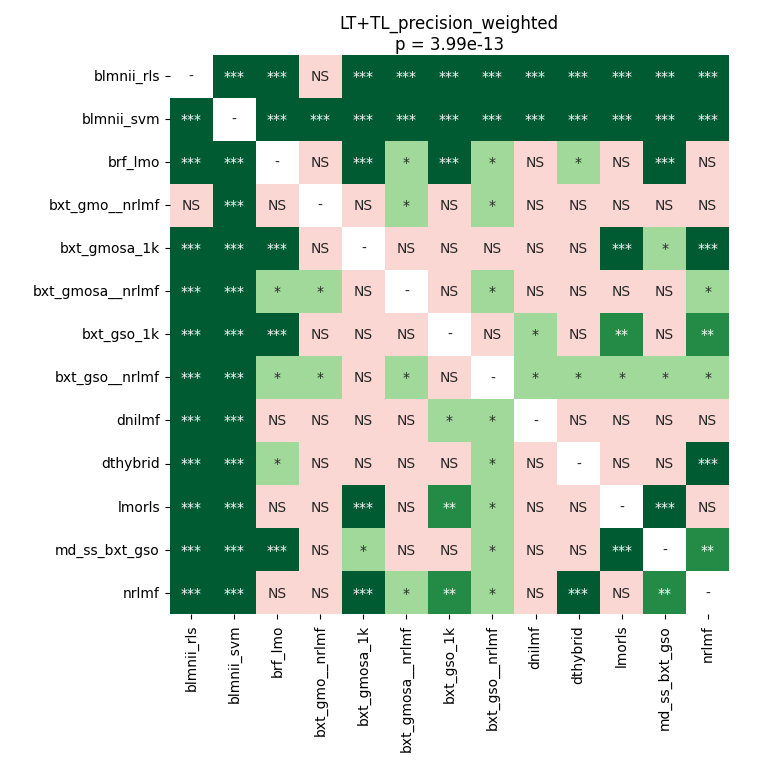 LT+TL_precision_weighted
p = 3.99e-13
blmnii_rls - *** *** NS *** *** *** *** *** *** *** *** ***
blmnii_svm *** - *** *** *** *** *** *** *** *** *** *** ***
brf_lmo *** *** - NS *** * *** * NS * NS *** NS
bxt_gmo__nrlmf NS *** NS - NS * NS * NS NS NS NS NS
bxt_gmosa_1k *** *** *** NS - NS NS NS NS NS *** * ***
bxt_gmosa__nrlmf *** *** * * NS - NS * NS NS NS NS *
bxt_gso_1k *** *** *** NS NS NS - NS * NS ** NS **
bxt_gso__nrlmf *** *** * * NS * NS - * * * * *
dnilmf *** *** NS NS NS NS * * - NS NS NS NS
dthybrid *** *** * NS NS NS NS * NS - NS NS ***
lmorls *** *** NS NS *** NS ** * NS NS - *** NS
md_ss_bxt_gso *** *** *** NS * NS NS * NS NS *** - **
nrlmf *** *** NS NS *** * ** * NS *** NS ** -
blmnii_rls
blmnii_svm
brf_lmo
bxt_gmo__nrlmf
bxt_gmosa_1k
bxt_gmosa__nrlmf
bxt_gso_1k
bxt_gso__nrlmf
dnilmf
dthybrid
lmorls
md_ss_bxt_gso
nrlmf